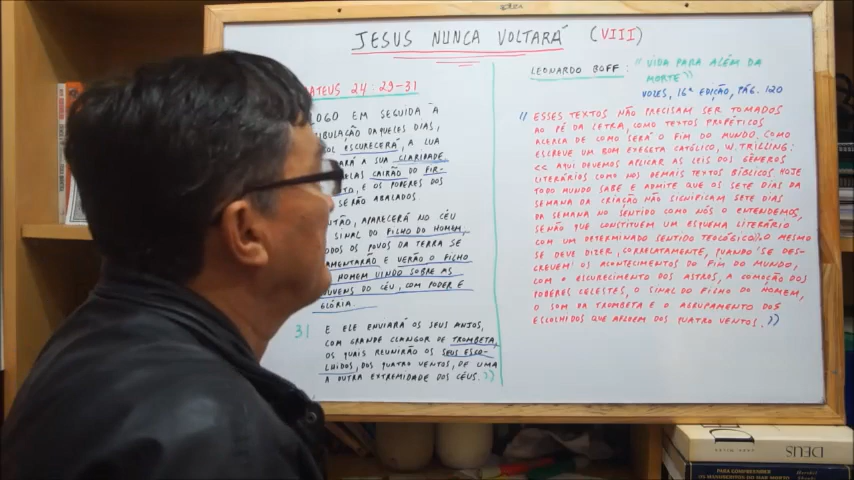 JESUS NUNCA VOLTARÁ (VIII)
MATEUS 24:29-31
LOGO EM SEGUIDA À
TRIBULAÇÃO DAQUELES DIAS,
SOL ESCURECERÁ, A LUA
A SUA CLARIDADE
CAIRÃO DO FIR-
E OS PODERES DOS
SERÃO ABALADOS.
ENTÃO, APARECERÁ NO CÉU
SINAL DO FILHO DO HOMEM,
TODOS OS POVOS DA TERRA SE
LAMENTARÃO E VERÃO O FILHO
HOMEM VINDO SOBRE AS
NUVENS DO CÉU, COM PODER E
GLÓRIA.
31 E ELE ENVIARÁ OS SEUS ANJOS,
COM GRANDE CLANGOR DE TROMBETA,
OS QUAIS REUNIRÃO OS SEUS ESCO-
LHIDOS, DOS QUATRO VENTOS, DE UMA
A OUTRA EXTREMIDADE DOS CÉUS. ))
LEONARDO BOFF: (( VIDA PARA ALÉM DA
MORTE))
VOZES, 16ª EDIÇÃO, PÁG. 120
(( ESSES TEXTOS NÃO PRECISAM SER TOMADOS
AO PÉ DA LETRA, COMO TEXTOS PROFÉTICOS
ACERCA DE COMO SERÁ O FIM DO MUNDO. COMO
ESCREVE UM BOM EXEGETA CATÓLICO, W. TRILLING:
<< AQUI DEVEMOS APLICAR AS LEIS DOS GÊNEROS
LITERÁRIOS COMO NOS DEMAIS TEXTOS BÍBLICOS HOJE
TODO MUNDO SABE E ADMITE QUE OS SETE DIAS DA
SEMANA DA CRIAÇÃO NÃO SIGNIFICAM SETE DIAS
DA SEMANA NO SENTIDO COMO NÓS O ENTENDEMOS,
SENÃO QUE CONSTITUEM UM ESQUEMA LITERÁRIO
COM UM DETERMINADO SENTIDO TEOLÓGICO>>. O MESMO
SE DEVE DIZER, CORRELATAMENTE, QUANDO SE DES-
CREVEM OS ACONTECIMENTOS DO FIM DO MUNDO,
COM O ESCURECIMENTO DOS ASTROS, A COMOÇÃO DOS
PODERES CELESTES, O SINAL DO FILHO DO HOMEM,
O SOM DA TROMBETA E O AGRUPAMENTO DOS
ESCOLHIDOS QUE AFLUEM DOS QUATRO VENTOS. ))
DEUS
PARA COMPREENDER
OS MANUSCRITOS DO MAR MORTO